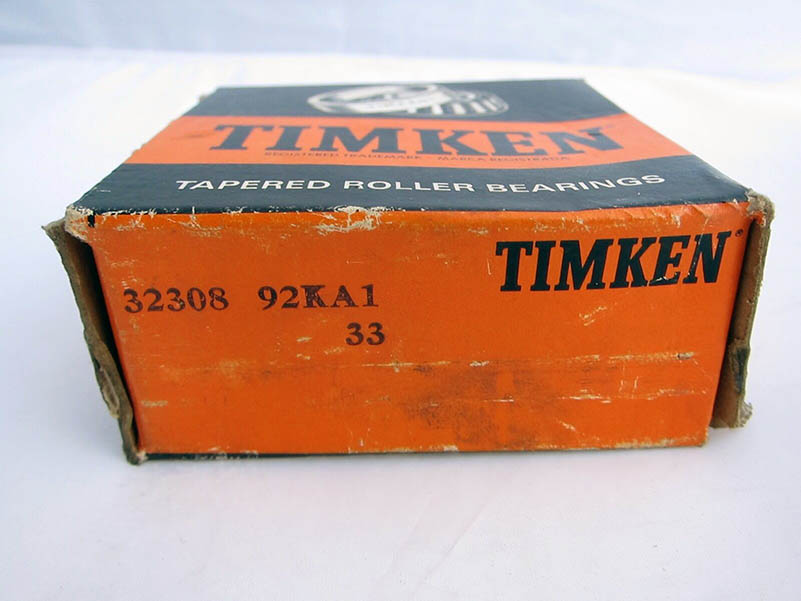 TIMKEN
REGISTERED TRADEMARK · MARCA REGISTRADA
TAPERED ROLLER BEARINGS
TIMKEN®
32308 92KA1
33